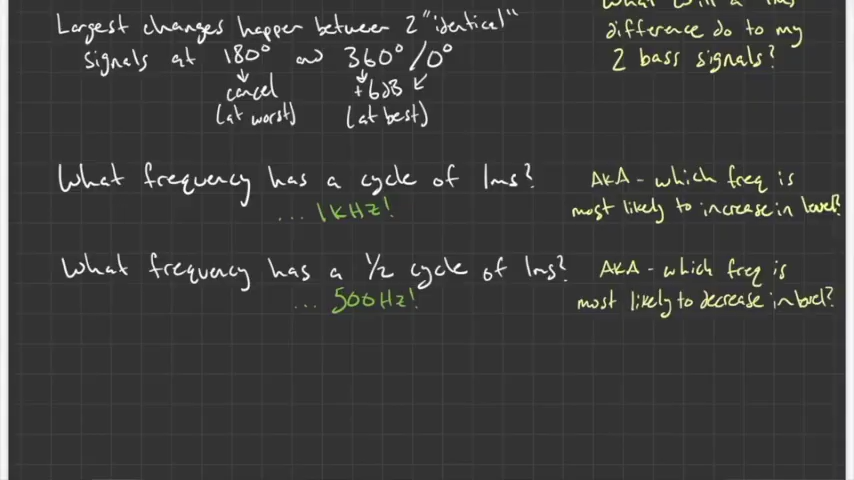 What will a 1ms
Largest changes happen between 2 "identical"
difference do to my
signals at 180° and 360°/0°
2 bass signals?
cancel +6dB
(at worst) (at best)
What frequency has a cycle of 1ms?
AKA - which freq is
... 1kHz!
most likely to increase in level?
What frequency has a 1/2 cycle of 1ms?
AKA - which freq is
... 500Hz!
most likely to decrease in level?